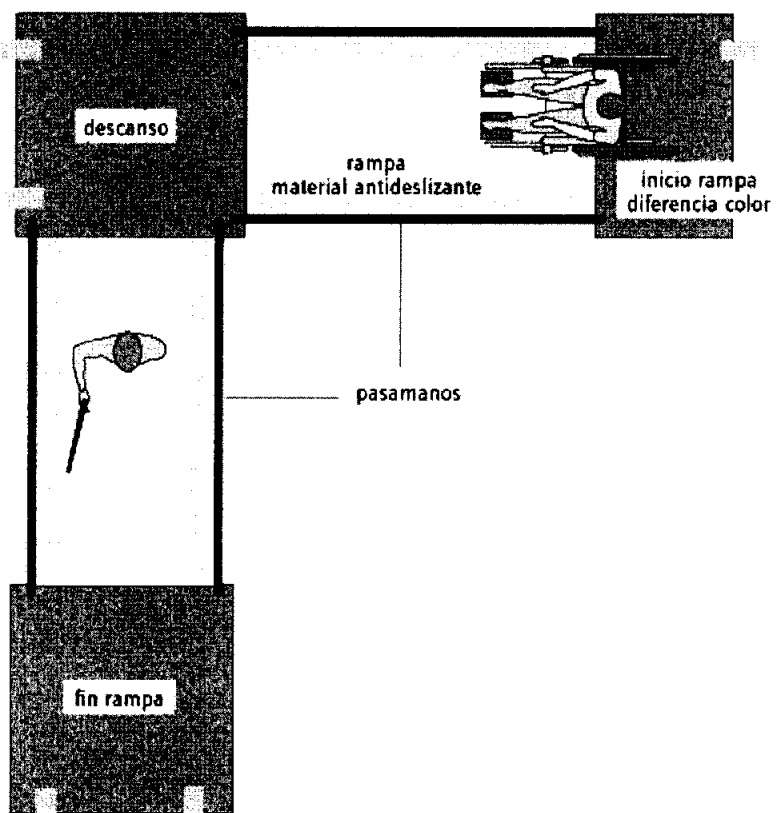 descanso
rampa
material antideslizante
inicio rampa
diferencia color
pasamanos
fin rampa